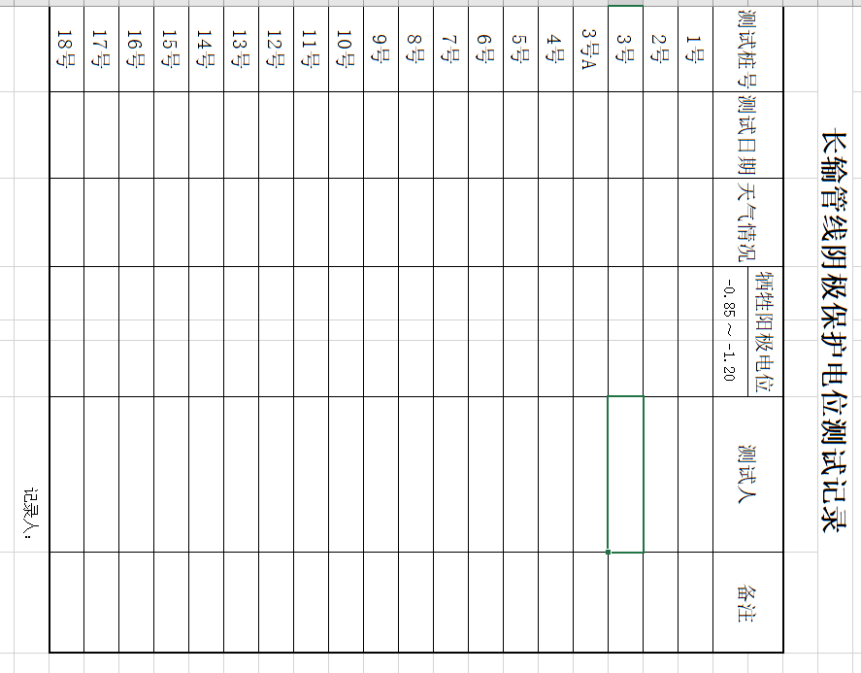 长输管线阴极保护电位测试记录
测试桩号 测试日期 天气情况 牺牲阳极电位 测试人 备注
-0.85 ~ -1.20
1号
2号
3号
3号A
4号
5号
6号
7号
8号
9号
10号
11号
12号
13号
14号
15号
16号
17号
18号
记录人: